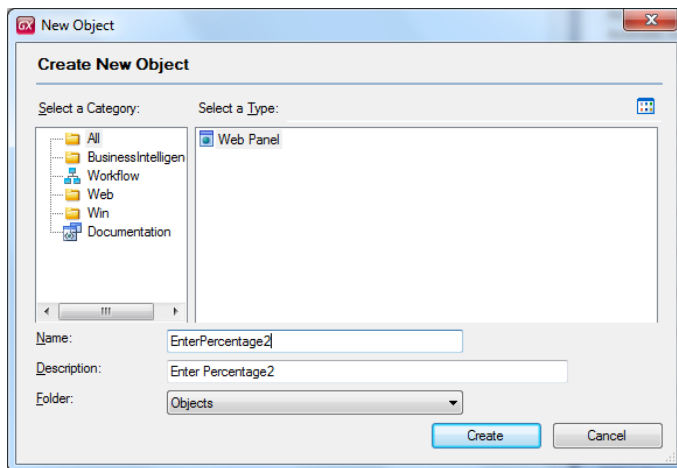 GX New Object
Create New Object
Select a Category:
Select a Type:
All
BusinessIntelligen
Workflow
Web
Win
Documentation
Web Panel
Name:
EnterPercentage2
Description:
Enter Percentage2
Folder:
Objects
Create
Cancel